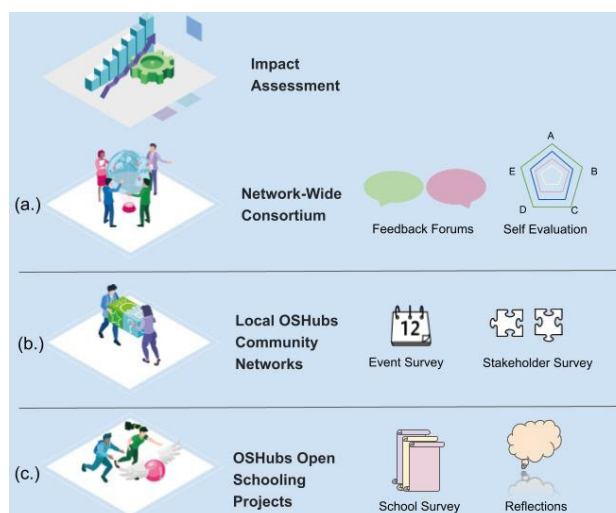 Impact
Assessment
(a.)
Network-Wide
Consortium
Feedback Forums
A
B
C
D
E
Self Evaluation
(b.)
Local OSHubs
Community
Networks
12
Event Survey
Stakeholder Survey
(c.)
OSHubs Open
Schooling
Projects
School Survey
Reflections